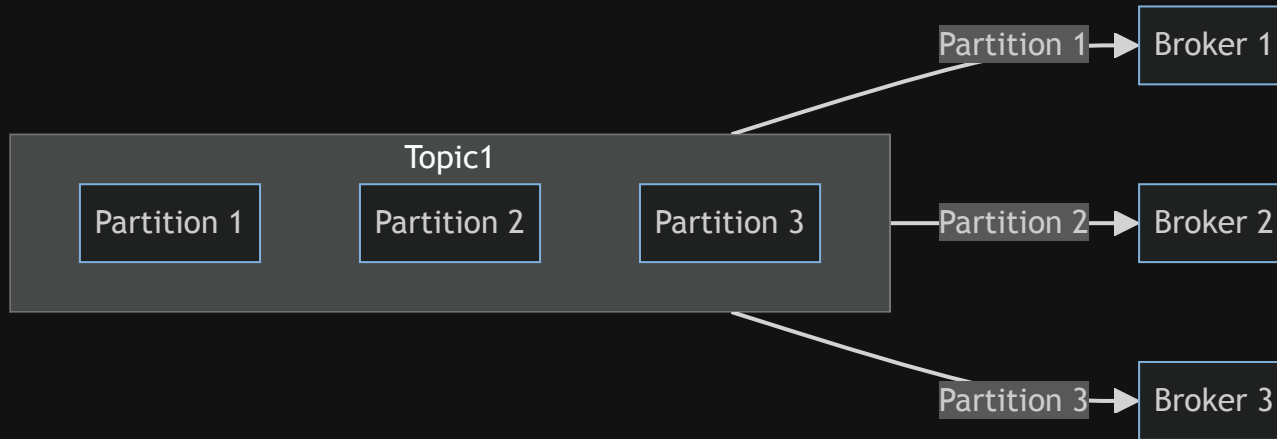 Partition 1
Broker 1
Topic1
Partition 1
Partition 2
Partition 3
Partition 2
Broker 2
Partition 3
Broker 3